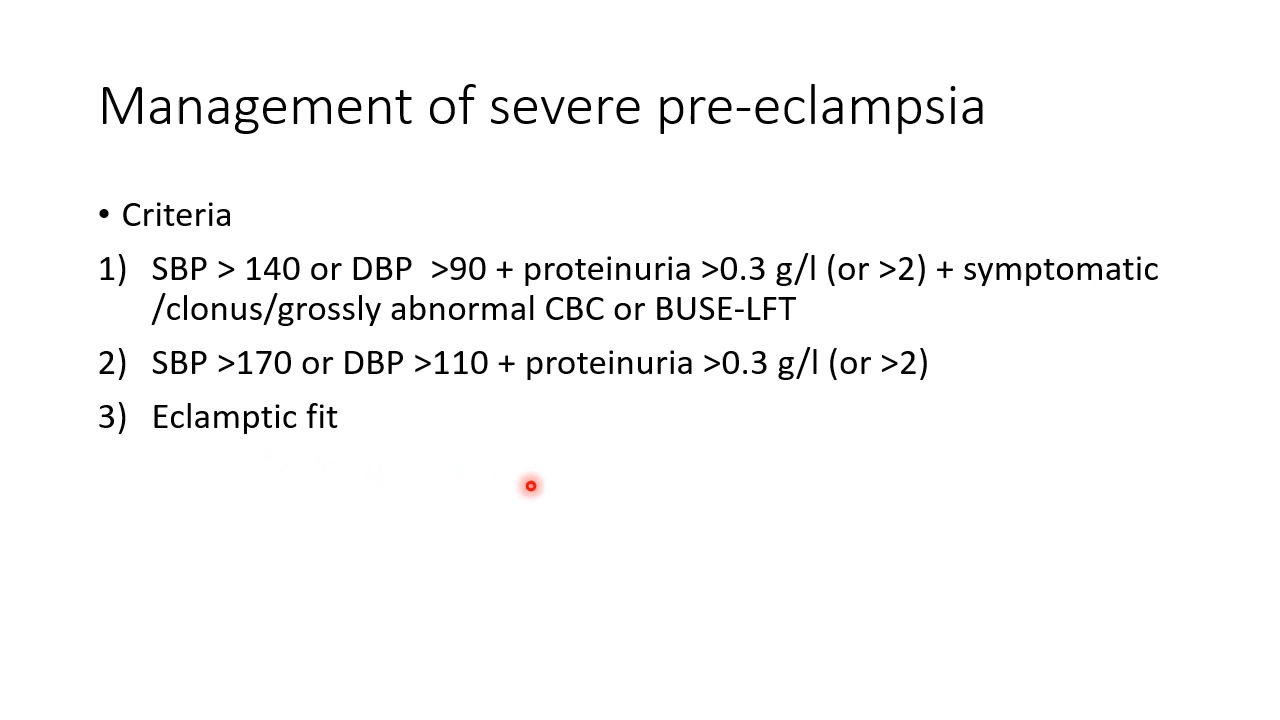 Management of severe pre-eclampsia
• Criteria
1) SBP > 140 or DBP  >90 + proteinuria >0.3 g/l (or >2) + symptomatic
/clonus/grossly abnormal CBC or BUSE-LFT
2) SBP >170 or DBP >110 + proteinuria >0.3 g/l (or >2)
3) Eclamptic fit